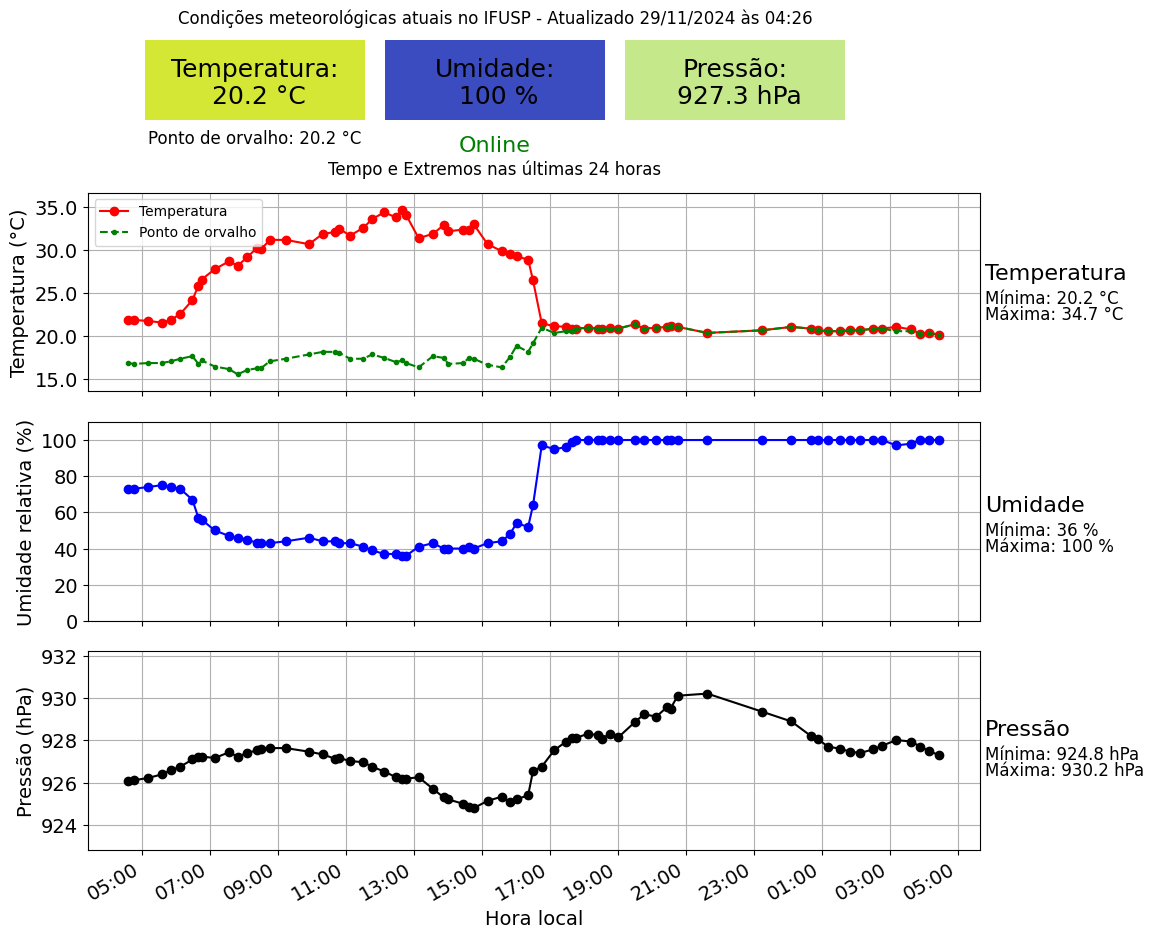 Condições meteorológicas atuais no IFUSP - Atualizado 29/11/2024 às 04:26
Temperatura:
20.2 °C
Umidade:
100 %
Pressão:
927.3 hPa
Ponto de orvalho: 20.2 °C
Online
Tempo e Extremos nas últimas 24 horas
Temperatura (°C)
35.0
30.0
25.0
20.0
15.0
Temperatura
Ponto de orvalho
Temperatura
Mínima: 20.2 °C
Máxima: 34.7 °C
Umidade relativa (%)
100
80
60
40
20
0
Umidade
Mínima: 36 %
Máxima: 100 %
Pressão (hPa)
932
930
928
926
924
Pressão
Mínima: 924.8 hPa
Máxima: 930.2 hPa
05:00 07:00 09:00 11:00 13:00 15:00 17:00 19:00 21:00 23:00 01:00 03:00 05:00
Hora local